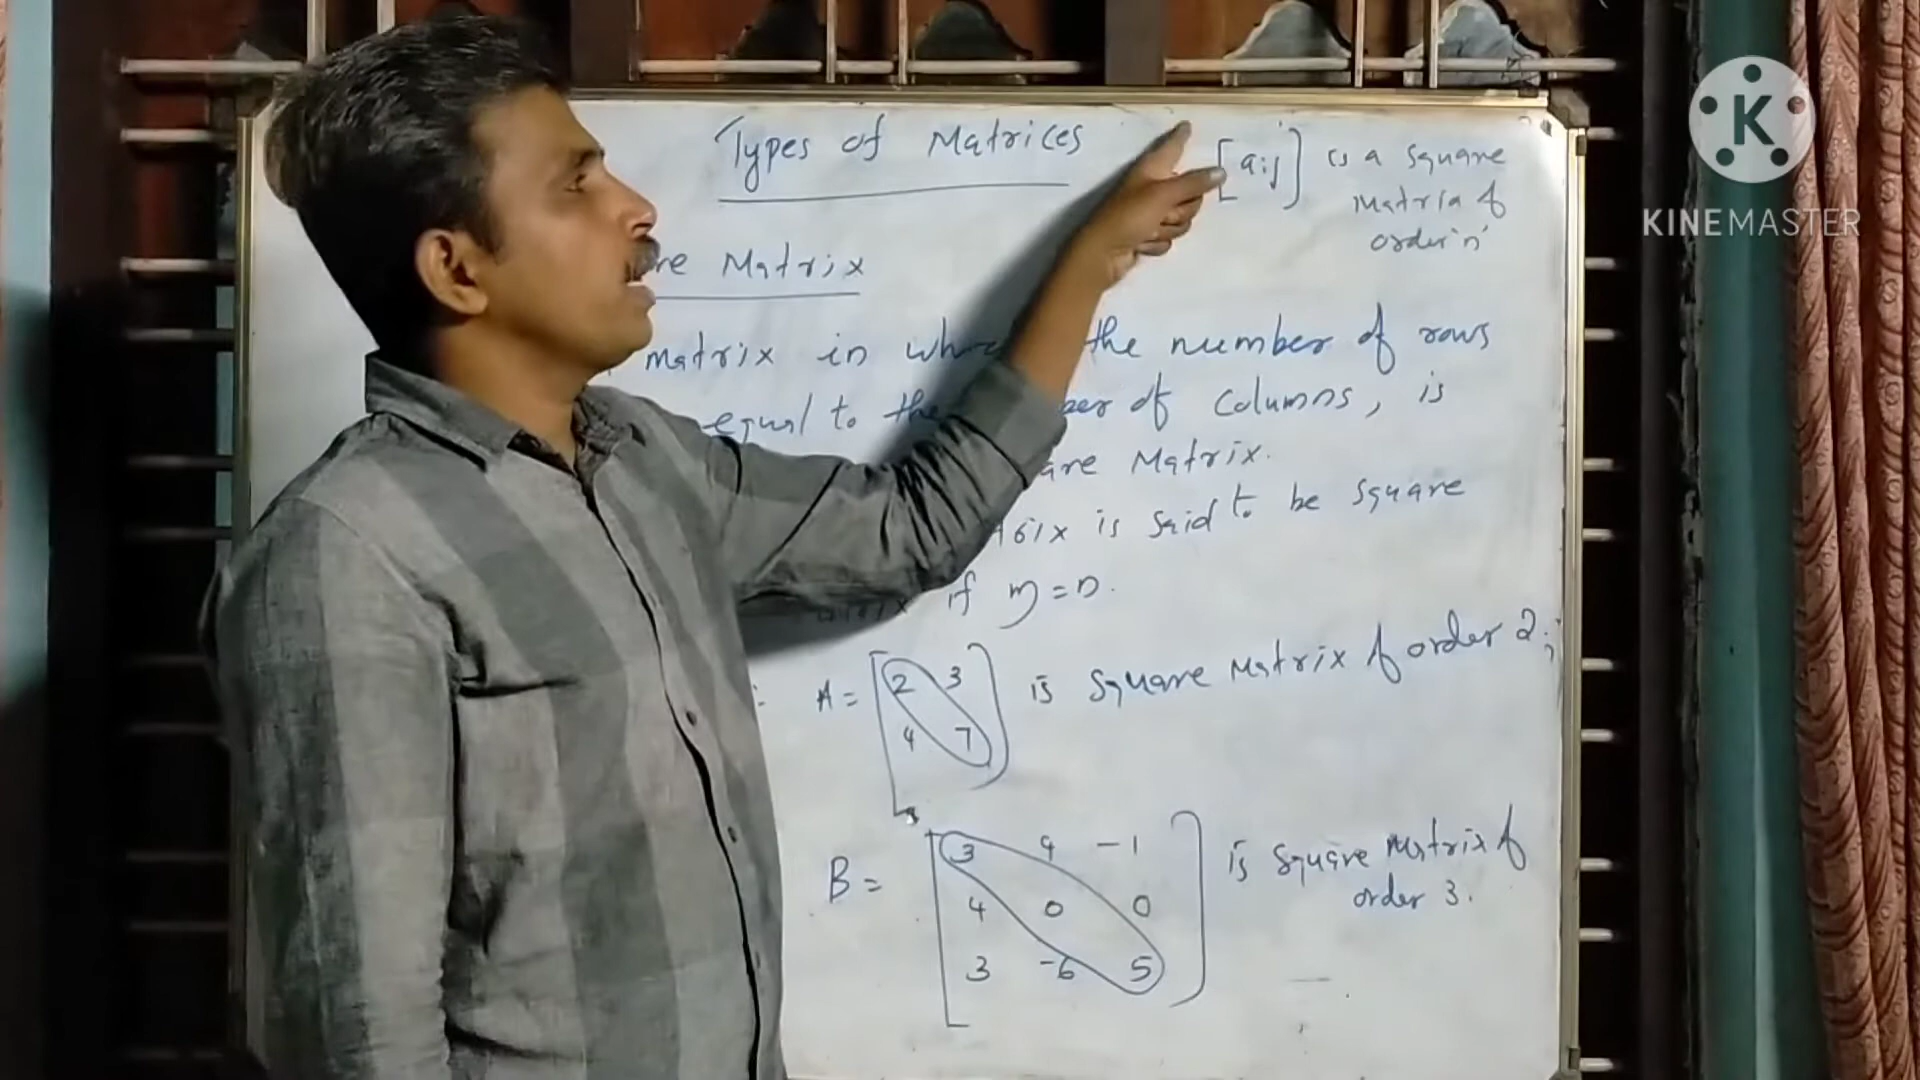 Types of Matrices
[aij] is a square
matrix of
order 'n'
re Matrix
matrix in the number of rows
equal to the ber of columns, is
are Matrix.
is said to be square
if m = n.
A = [2 3
4 7] is square matrix of order 2;
B = [3 9 -1
4 0 0
3 -6 5] is square matrix of
order 3.
K
KINEMASTER